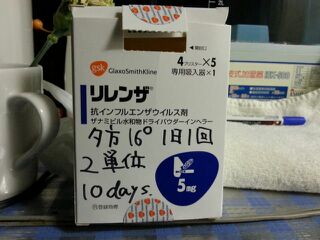 開封口
4ブリスター×5
専用吸入器×1
gsk GlaxoSmithKline
リレンザ®
抗インフルエンザウイルス剤
ザナミビル水和物ドライパウダーインヘラー
夕方16° 1日1回
2単位
10 days.
5mg